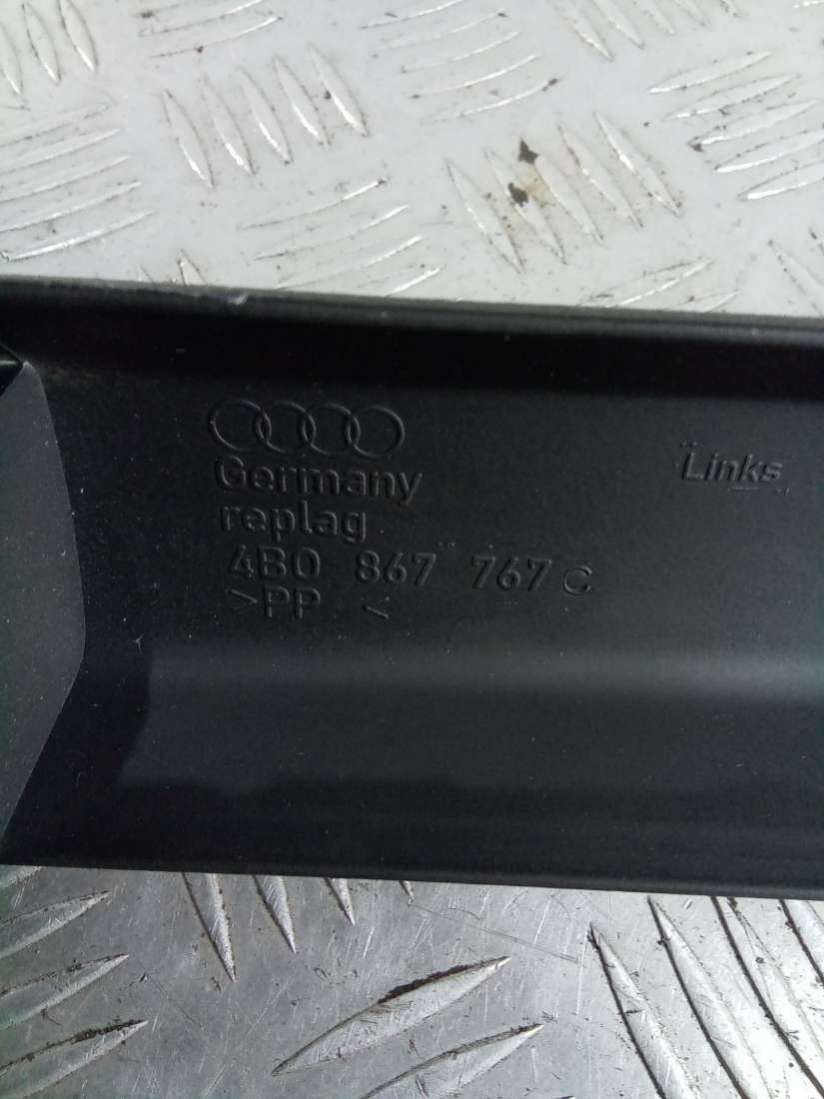 Germany
Links
replag
4B0 867 767 C
>PP <